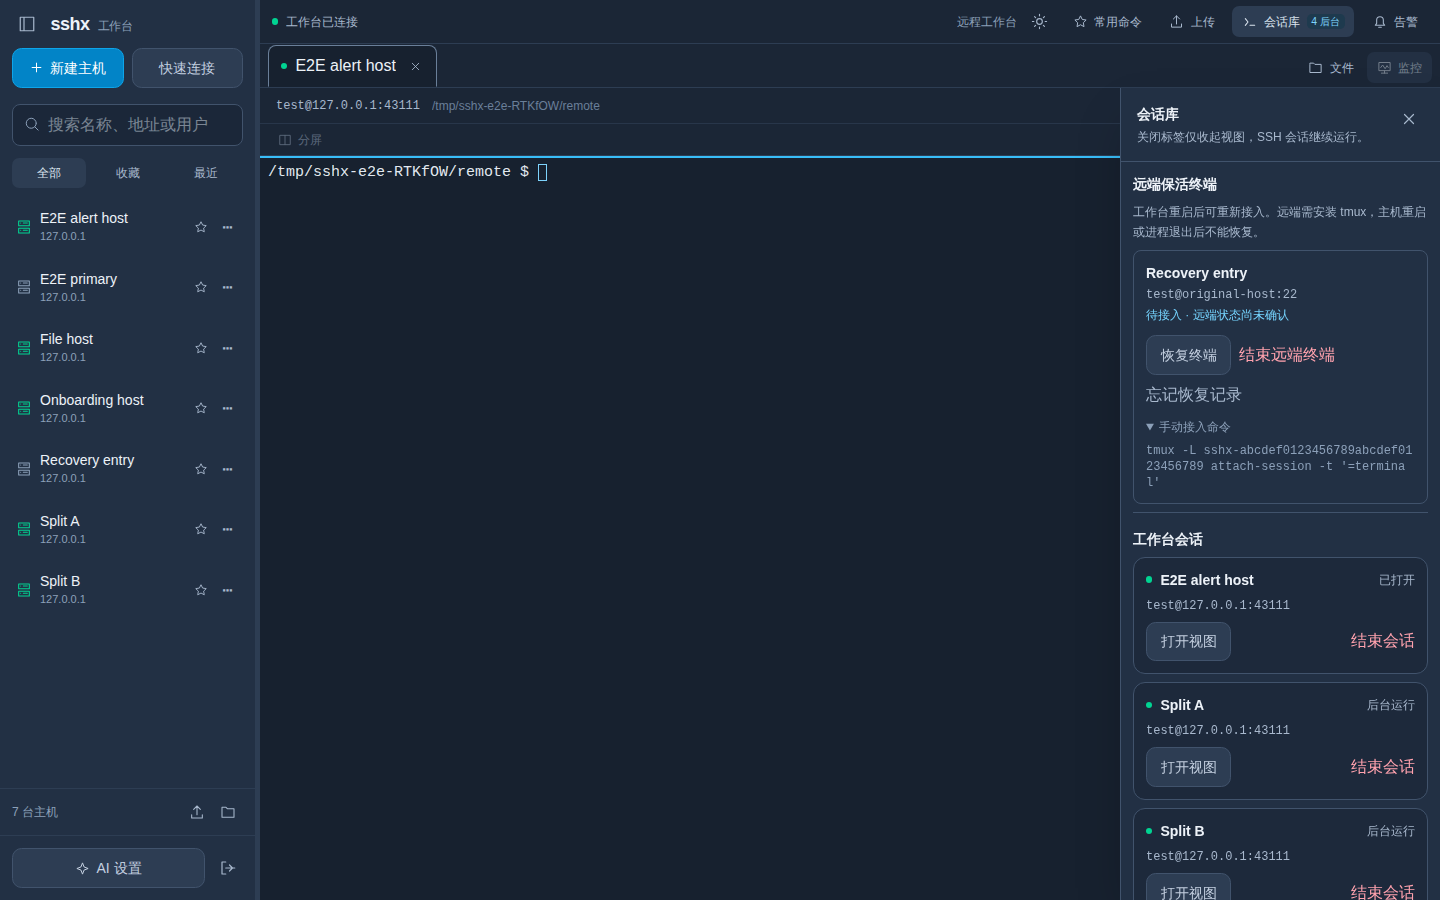 sshx 工作台
新建主机
快速连接
搜索名称、地址或用户
全部
收藏
最近
E2E alert host
127.0.0.1
E2E primary
127.0.0.1
File host
127.0.0.1
Onboarding host
127.0.0.1
Recovery entry
127.0.0.1
Split A
127.0.0.1
Split B
127.0.0.1
7 台主机
AI 设置
工作台已连接
远程工作台
常用命令
上传
会话库 4 后台
告警
E2E alert host
文件
监控
test@127.0.0.1:43111 /tmp/sshx-e2e-RTKfOW/remote
分屏
/tmp/sshx-e2e-RTKfOW/remote $
会话库
关闭标签仅收起视图，SSH 会话继续运行。
远端保活终端
工作台重启后可重新接入。远端需安装 tmux，主机重启
或进程退出后不能恢复。
Recovery entry
test@original-host:22
待接入 · 远端状态尚未确认
恢复终端
结束远端终端
忘记恢复记录
▼ 手动接入命令
tmux -L sshx-abcdef0123456789abcdef01
23456789 attach-session -t '=termina
l'
工作台会话
E2E alert host
已打开
test@127.0.0.1:43111
打开视图
结束会话
Split A
后台运行
test@127.0.0.1:43111
打开视图
结束会话
Split B
后台运行
test@127.0.0.1:43111
打开视图
结束会话